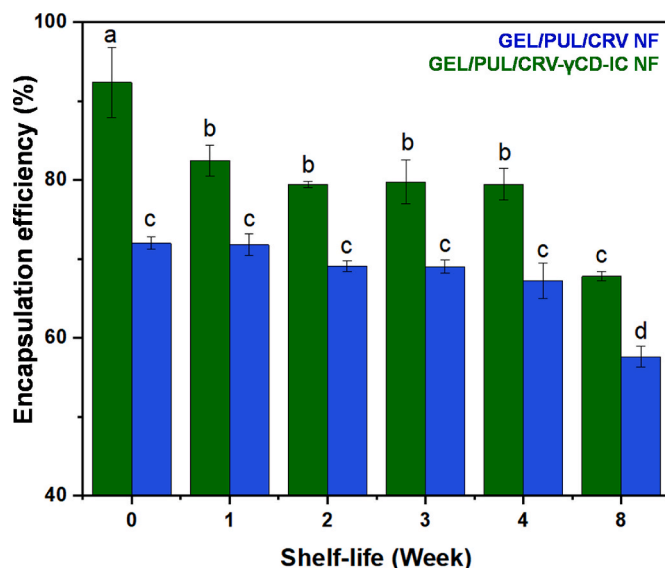 100
80
60
40
Encapsulation efficiency (%)
GEL/PUL/CRV NF
GEL/PUL/CRV-γCD-IC NF
a
c
b
c
b
c
b
c
b
c
c
d
0
1
2
3
4
8
Shelf-life (Week)